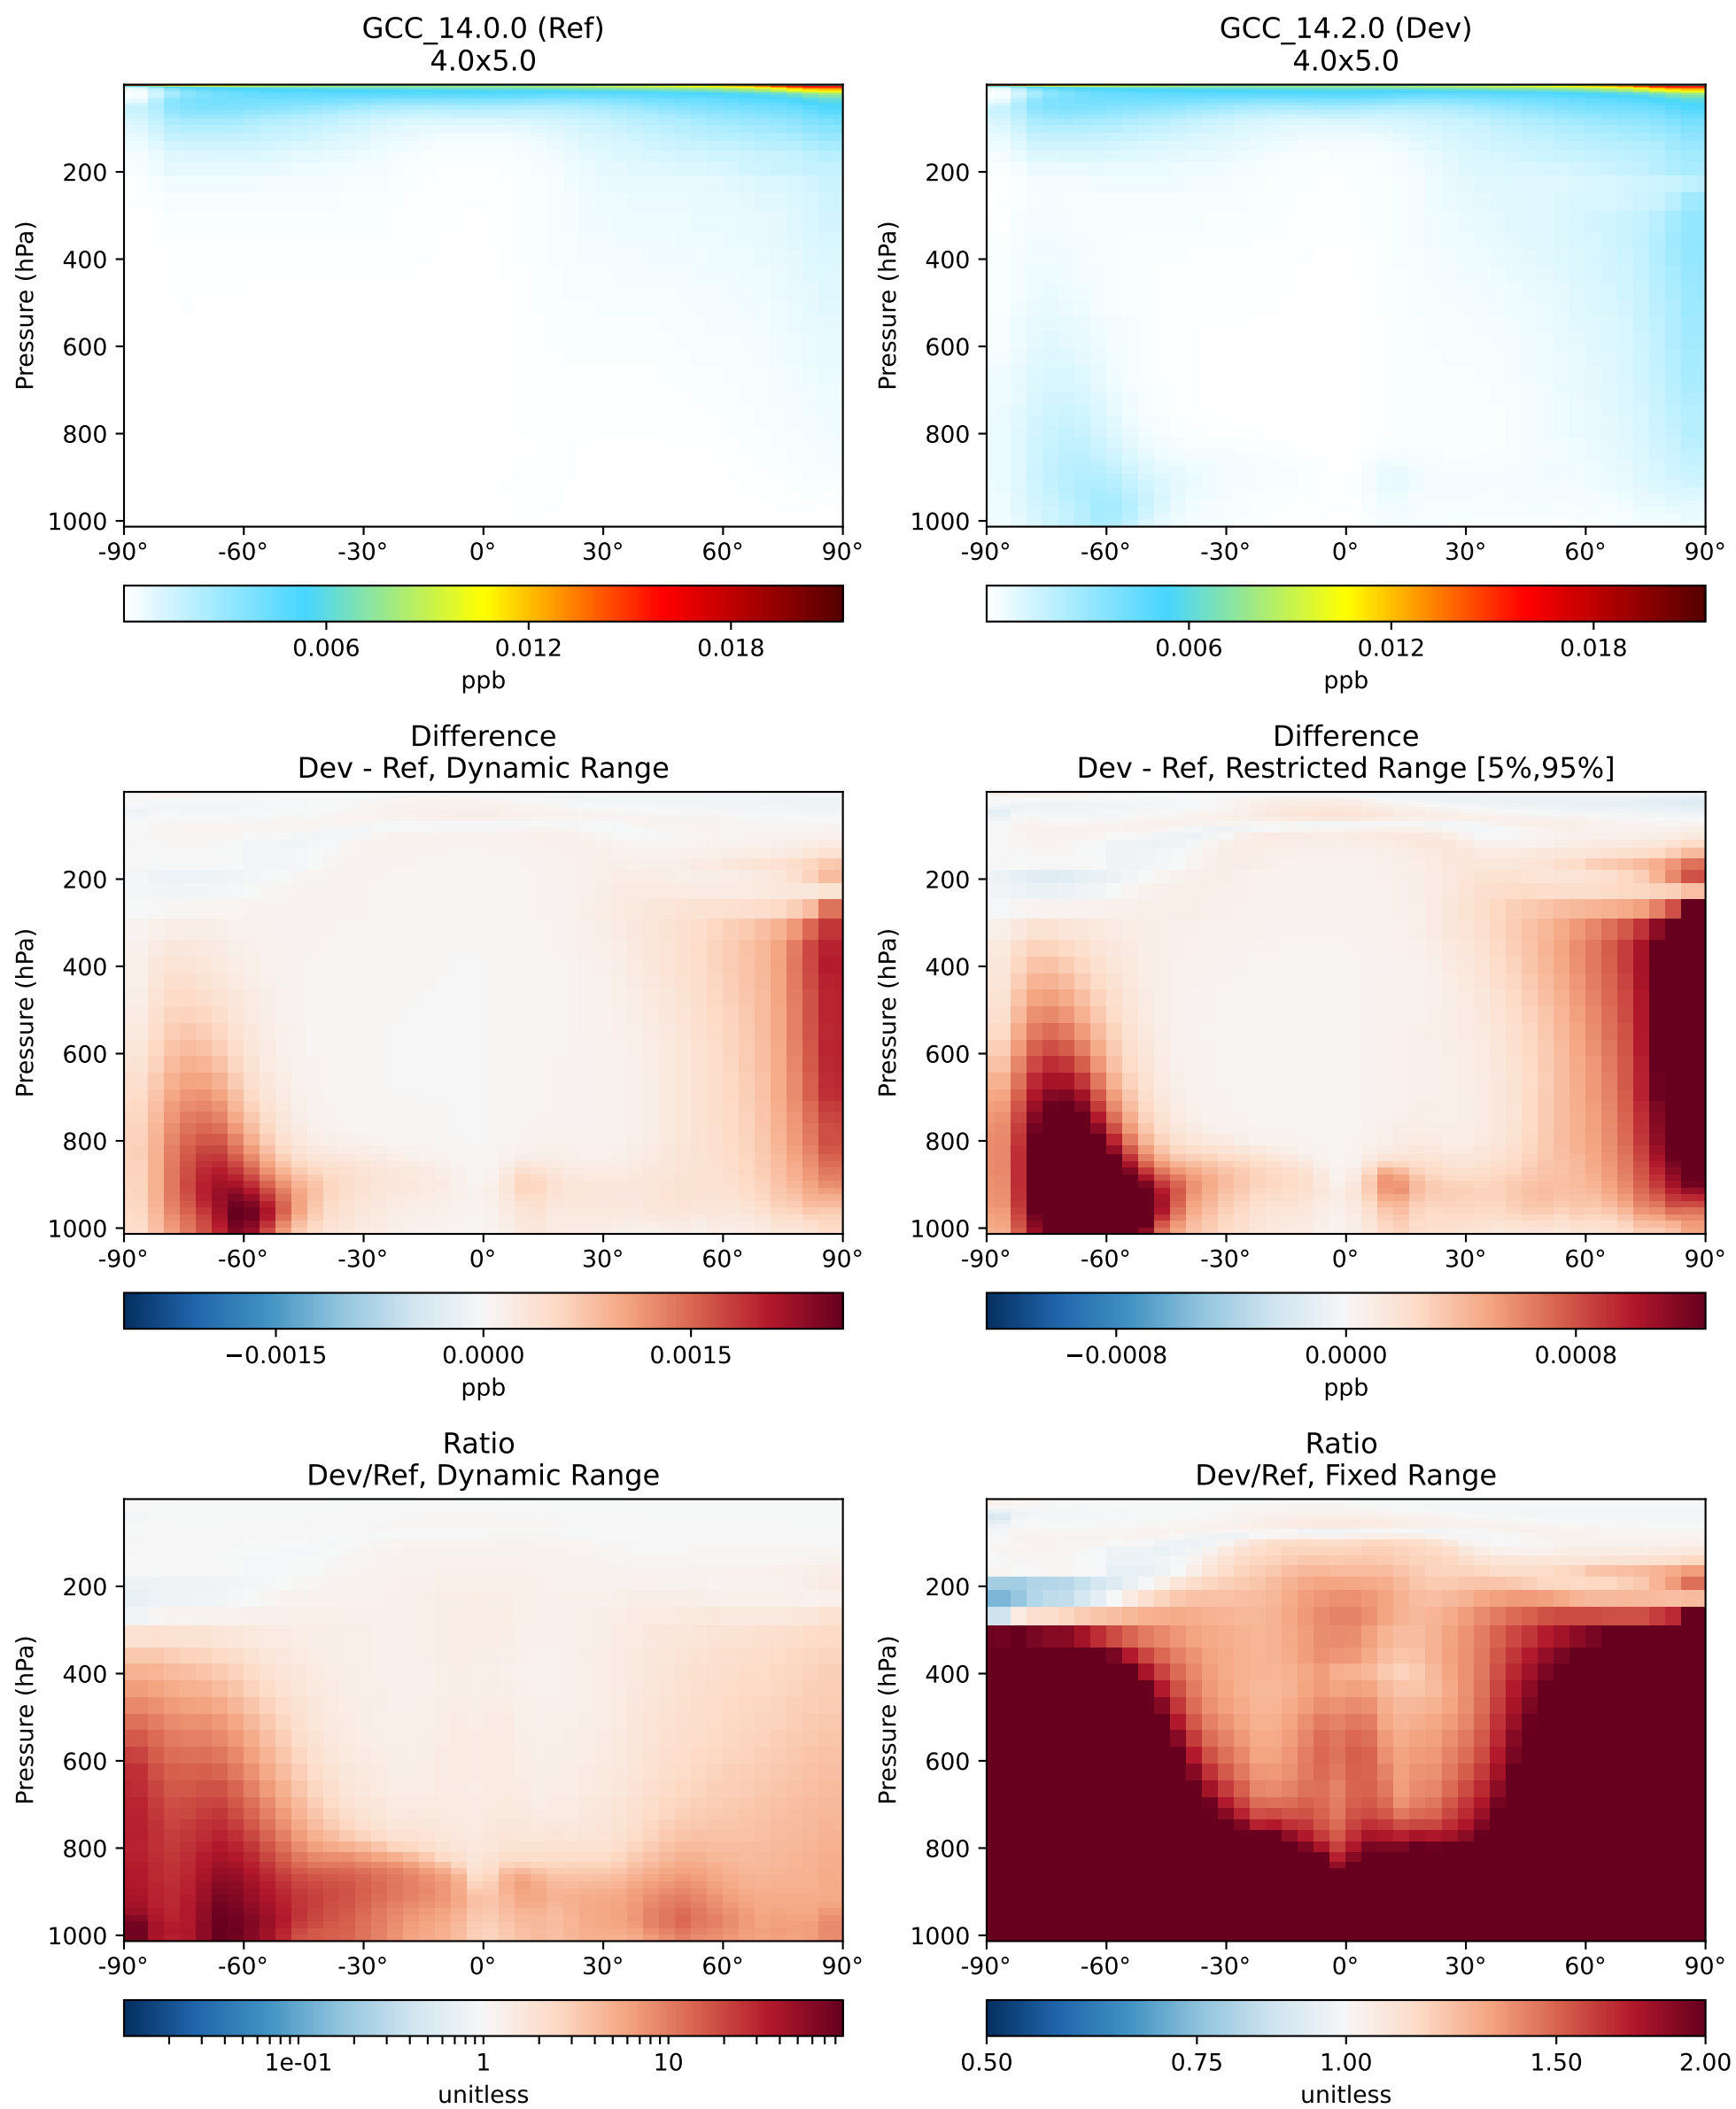 GCC_14.0.0 (Ref)
4.0x5.0
Pressure (hPa)
200
400
600
800
1000
-90° -60° -30° 0° 30° 60° 90°
0.006 0.012 0.018
ppb
GCC_14.2.0 (Dev)
4.0x5.0
Pressure (hPa)
200
400
600
800
1000
-90° -60° -30° 0° 30° 60° 90°
0.006 0.012 0.018
ppb
Difference
Dev - Ref, Dynamic Range
Pressure (hPa)
200
400
600
800
1000
-90° -60° -30° 0° 30° 60° 90°
−0.0015 0.0000 0.0015
ppb
Difference
Dev - Ref, Restricted Range [5%,95%]
Pressure (hPa)
200
400
600
800
1000
-90° -60° -30° 0° 30° 60° 90°
−0.0008 0.0000 0.0008
ppb
Ratio
Dev/Ref, Dynamic Range
Pressure (hPa)
200
400
600
800
1000
-90° -60° -30° 0° 30° 60° 90°
1e-01 1 10
unitless
Ratio
Dev/Ref, Fixed Range
Pressure (hPa)
200
400
600
800
1000
-90° -60° -30° 0° 30° 60° 90°
0.50 0.75 1.00 1.50 2.00
unitless